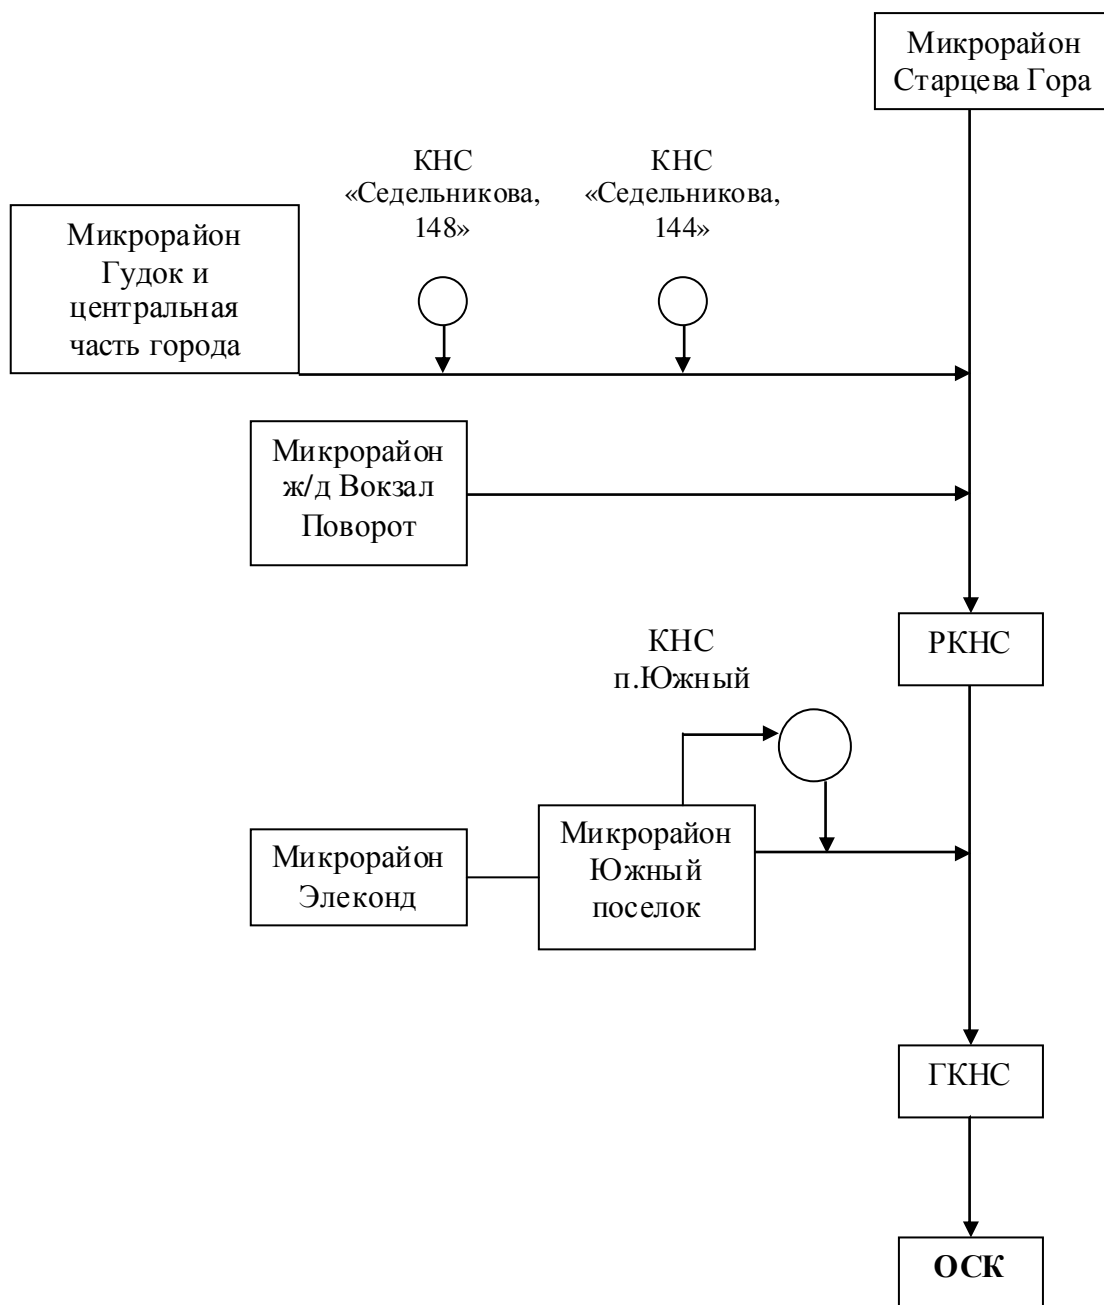 Микрорайон
Старцева Гора
КНС
«Седельникова,
148»
КНС
«Седельникова,
144»
Микрорайон
Гудок и
центральная
часть города
Микрорайон
ж/д Вокзал
Поворот
РКНС
КНС
п.Южный
Микрорайон
Элеконд
Микрорайон
Южный
поселок
ГКНС
ОСК